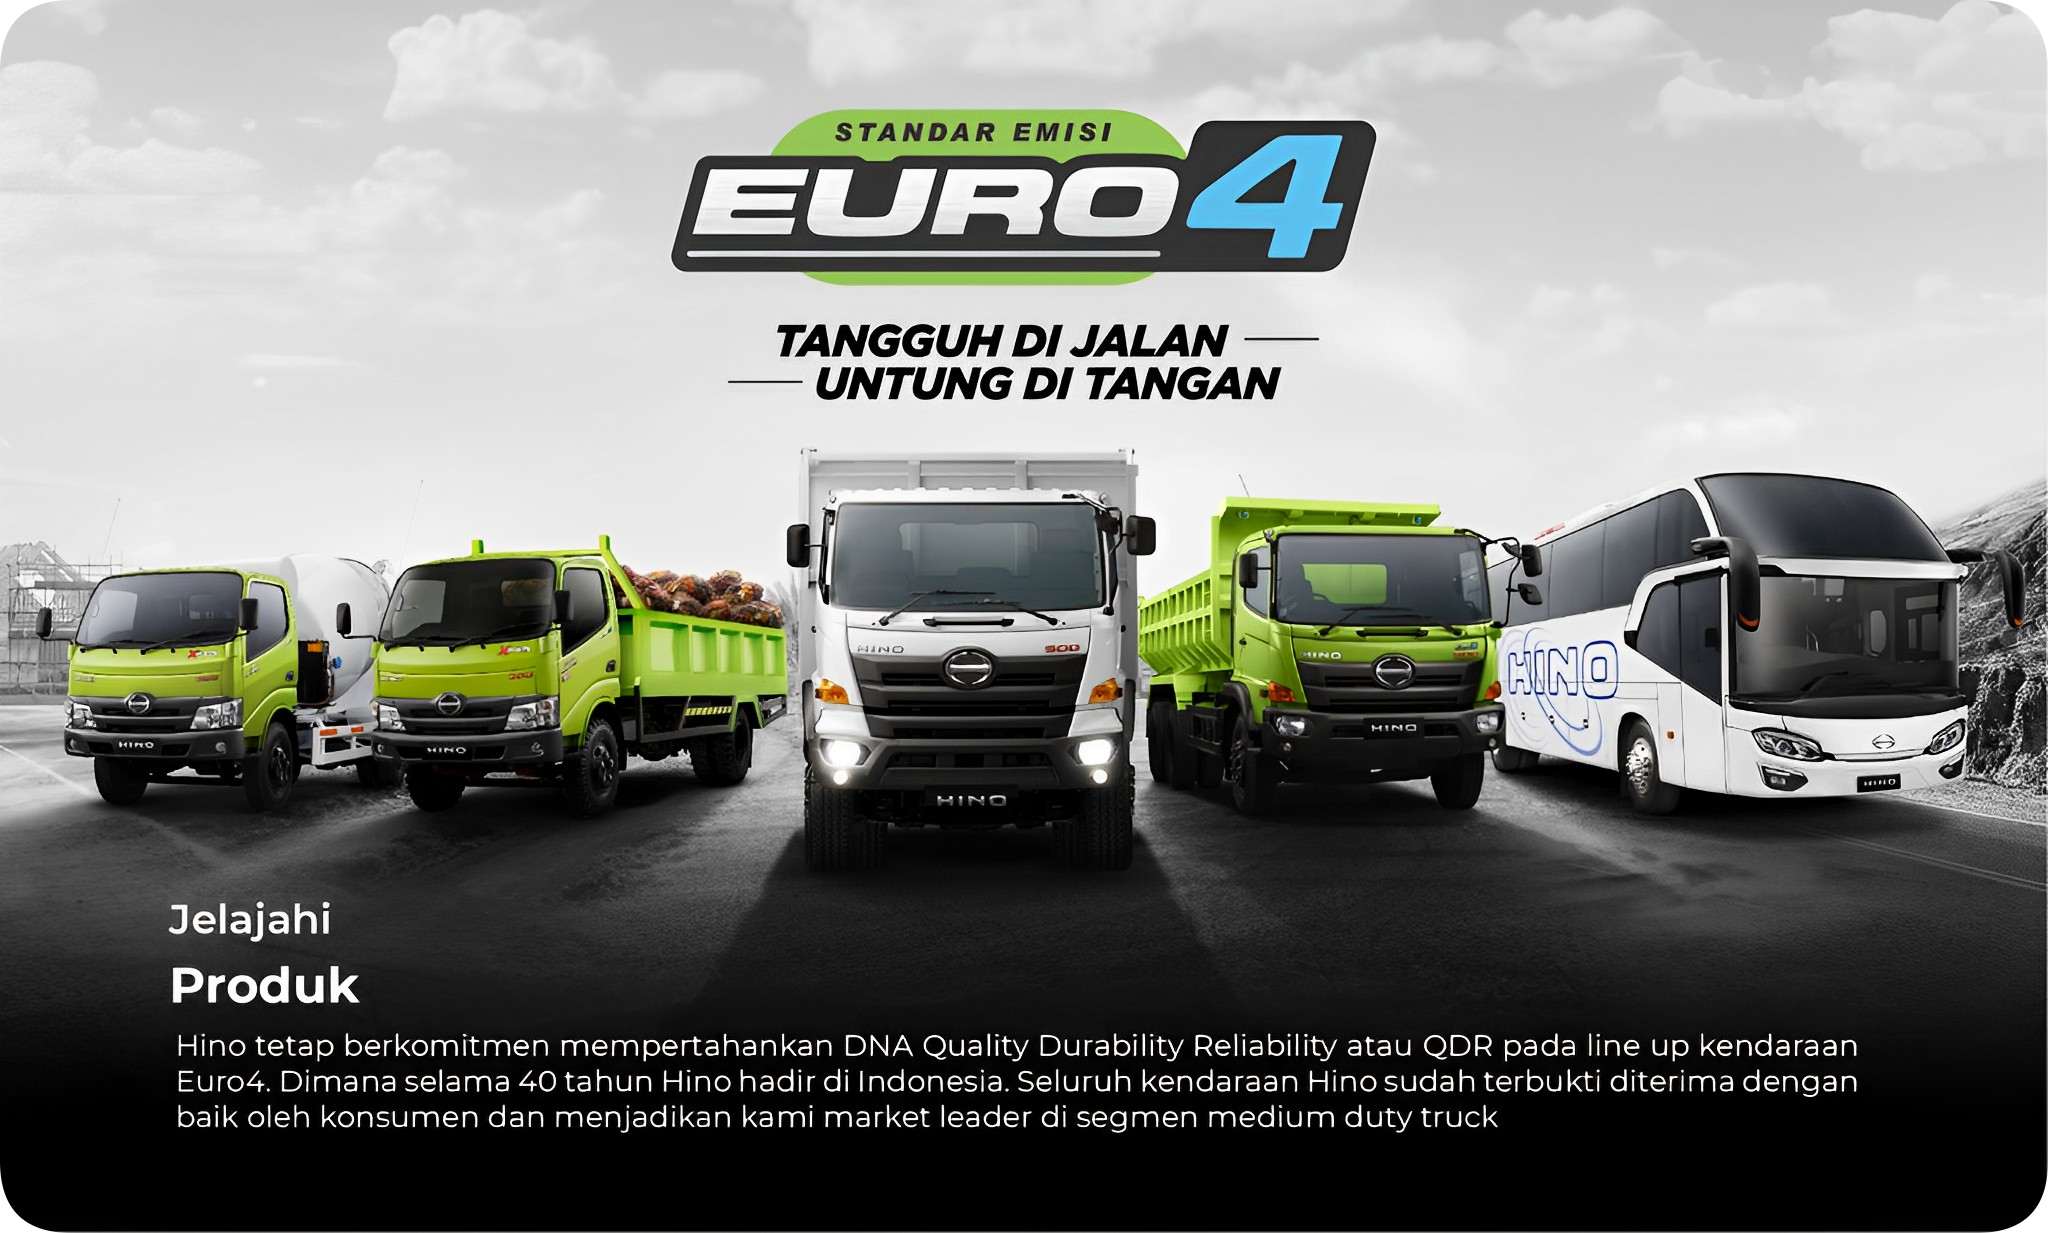 STANDAR EMISI
EURO4
TANGGUH DI JALAN
UNTUNG DI TANGAN
HINO
HINO
HINO 500
HINO
HINO
HINO
HINO
HINO
Jelajahi
Produk
Hino tetap berkomitmen mempertahankan DNA Quality Durability Reliability atau QDR pada line up kendaraan
Euro4. Dimana selama 40 tahun Hino hadir di Indonesia. Seluruh kendaraan Hino sudah terbukti diterima dengan
baik oleh konsumen dan menjadikan kami market leader di segmen medium duty truck